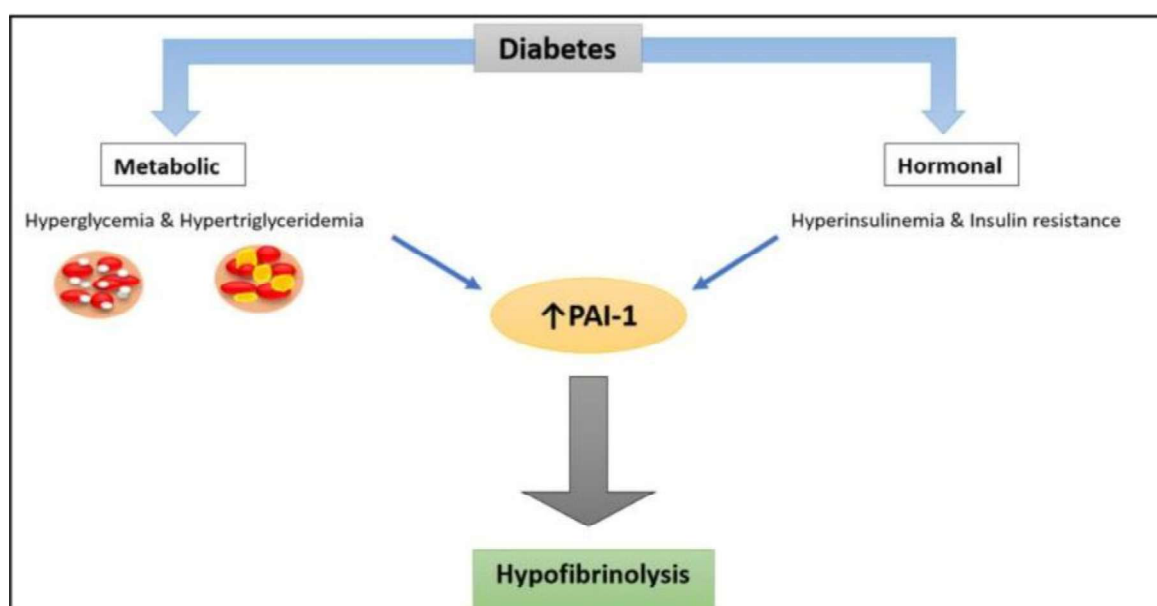 Diabetes
Metabolic
Hormonal
Hyperglycemia & Hypertriglyceridemia
Hyperinsulinemia & Insulin resistance
↑PAI-1
Hypofibrinolysis